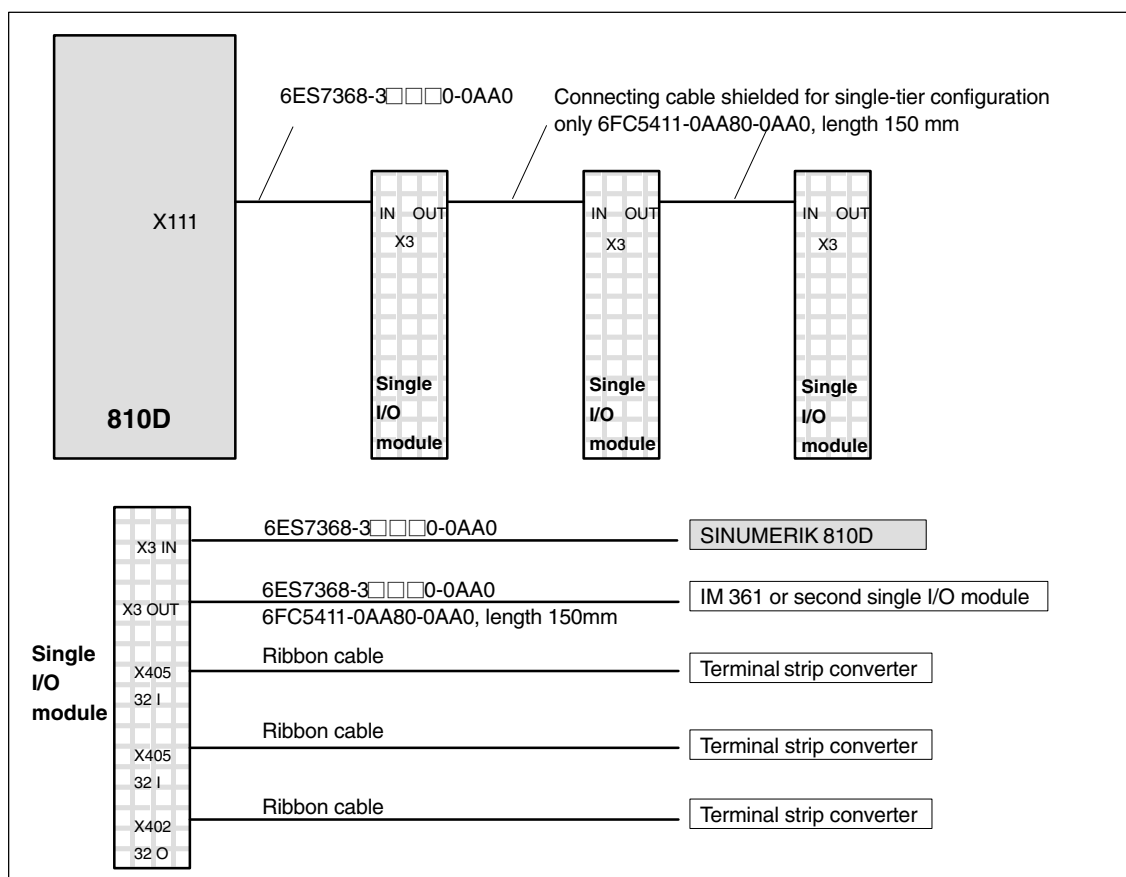 6ES7368-3□□□0-0AA0
Connecting cable shielded for single-tier configuration
only 6FC5411-0AA80-0AA0, length 150 mm
X111
810D
IN OUT
X3
Single
I/O
module
IN OUT
X3
Single
I/O
module
IN OUT
X3
Single
I/O
module
Single
I/O
module
X3 IN
6ES7368-3□□□0-0AA0
SINUMERIK 810D
X3 OUT
6ES7368-3□□□0-0AA0
6FC5411-0AA80-0AA0, length 150mm
IM 361 or second single I/O module
X405
32 I
Ribbon cable
Terminal strip converter
X405
32 I
Ribbon cable
Terminal strip converter
X402
32 O
Ribbon cable
Terminal strip converter